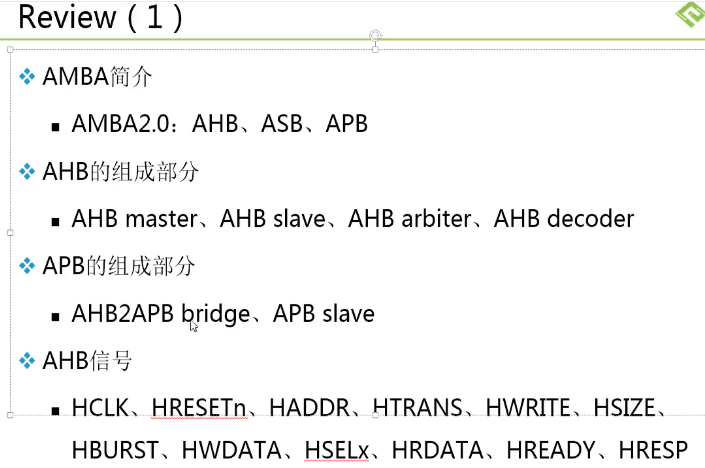 Review（1）
AMBA简介
AMBA2.0：AHB、ASB、APB
AHB的组成部分
AHB master、AHB slave、AHB arbiter、AHB decoder
APB的组成部分
AHB2APB bridge、APB slave
AHB信号
HCLK、HRESETn、HADDR、HTRANS、HWRITE、HSIZE、
HBURST、HWDATA、HSELx、HRDATA、HREADY、HRESP